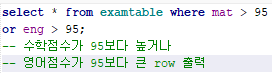 select * from examtable where mat > 95
or eng > 95;
-- 수학점수가 95보다 높거나
-- 영어점수가 95보다 큰 row 출력